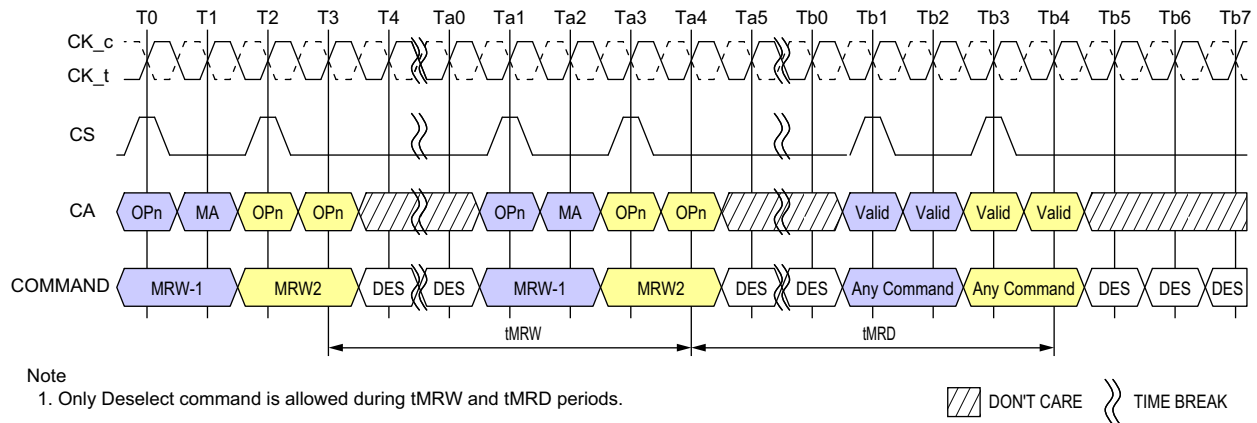 T0 T1 T2 T3 T4 Ta0 Ta1 Ta2 Ta3 Ta4 Ta5 Tb0 Tb1 Tb2 Tb3 Tb4 Tb5 Tb6 Tb7
CK_c
CK_t
CS
CA OPn MA OPn OPn OPn MA OPn OPn Valid Valid Valid Valid
COMMAND MRW-1 MRW2 DES DES MRW-1 MRW2 DES DES Any Command Any Command DES DES DES
tMRW tMRD
Note
1. Only Deselect command is allowed during tMRW and tMRD periods.
DON'T CARE TIME BREAK